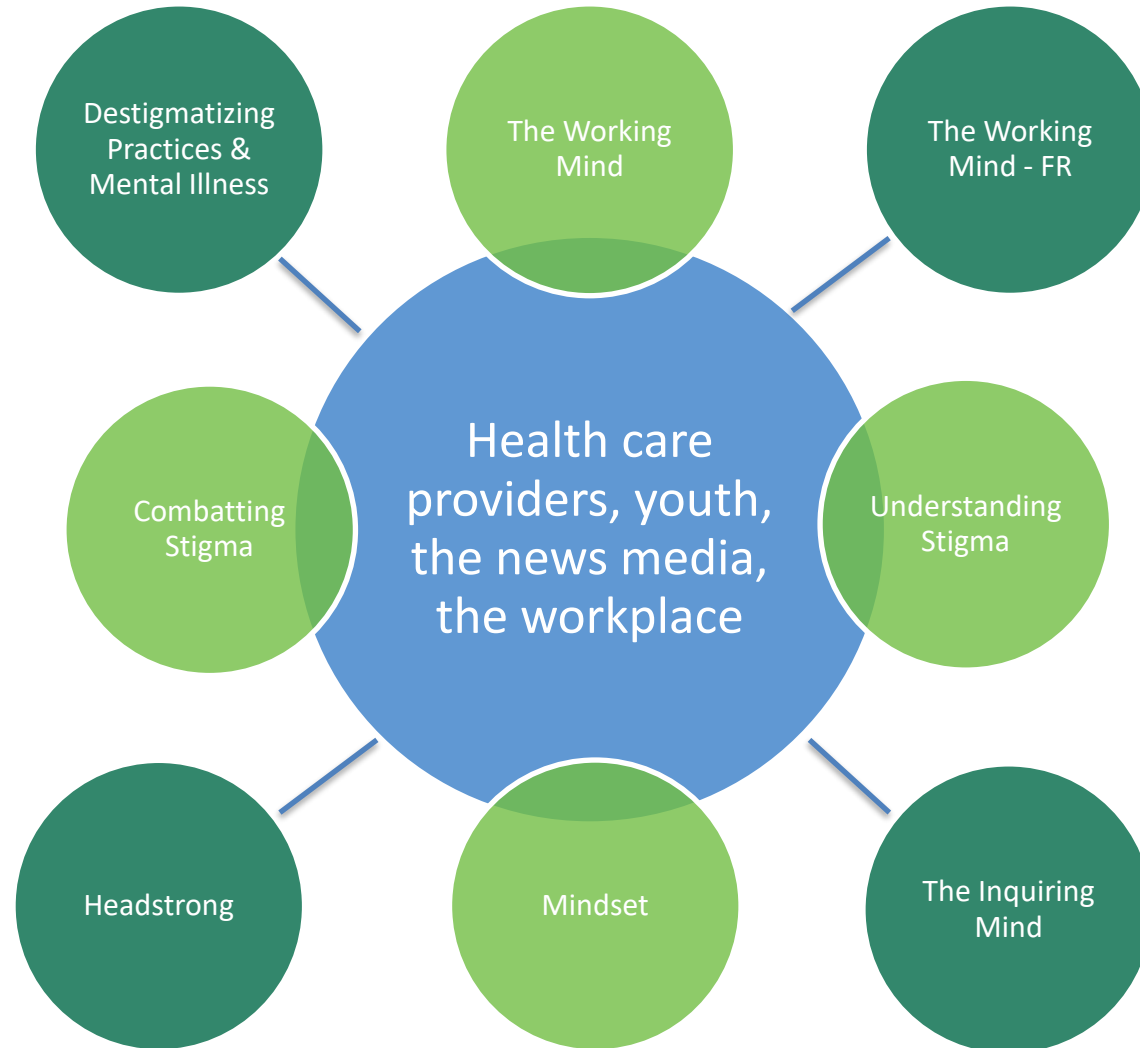 Destigmatizing
Practices &
Mental Illness
The Working
Mind
The Working
Mind - FR
Combatting
Stigma
Health care
providers, youth,
the news media,
the workplace
Understanding
Stigma
Headstrong
Mindset
The Inquiring
Mind